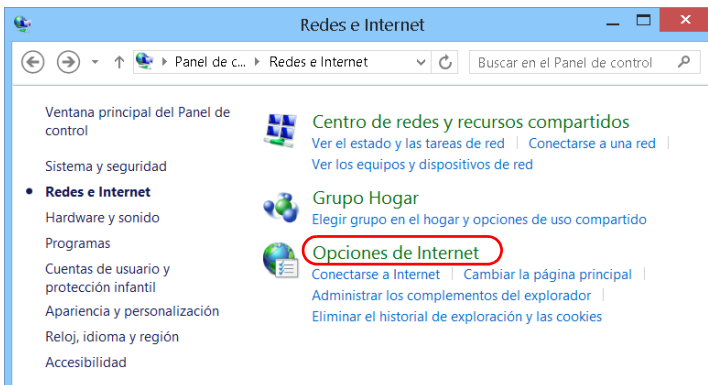 Redes e Internet
Panel de c... Redes e Internet
Buscar en el Panel de control
Ventana principal del Panel de
control
Sistema y seguridad
Redes e Internet
Hardware y sonido
Programas
Cuentas de usuario y
protección infantil
Apariencia y personalización
Reloj, idioma y región
Accesibilidad
Centro de redes y recursos compartidos
Ver el estado y las tareas de red | Conectarse a una red |
Ver los equipos y dispositivos de red
Grupo Hogar
Elegir grupo en el hogar y opciones de uso compartido
Opciones de Internet
Conectarse a Internet | Cambiar la página principal |
Administrar los complementos del explorador |
Eliminar el historial de exploración y las cookies